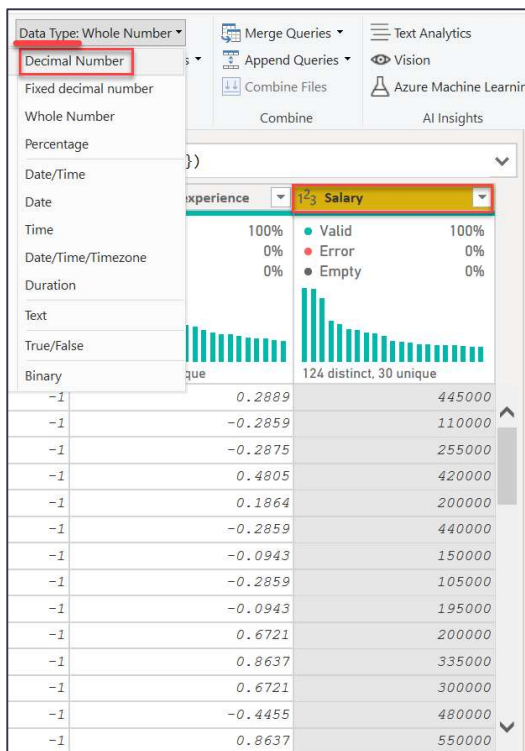 Data Type: Whole Number
Merge Queries
Text Analytics
Decimal Number
s
Append Queries
Vision
Fixed decimal number
Combine Files
Azure Machine Learnin
Whole Number
Combine
AI Insights
Percentage
Date/Time
})
Date
experience
123 Salary
Time
100%
Valid
100%
Date/Time/Timezone
0%
Error
0%
Duration
0%
Empty
0%
Text
True/False
Binary
que
124 distinct, 30 unique
-1 0.2889 445000
-1 -0.2859 110000
-1 -0.2875 255000
-1 0.4805 420000
-1 0.1864 200000
-1 -0.2859 440000
-1 -0.0943 150000
-1 -0.2859 105000
-1 -0.0943 195000
-1 0.6721 200000
-1 0.8637 335000
-1 0.6721 300000
-1 -0.4455 480000
-1 0.8637 550000